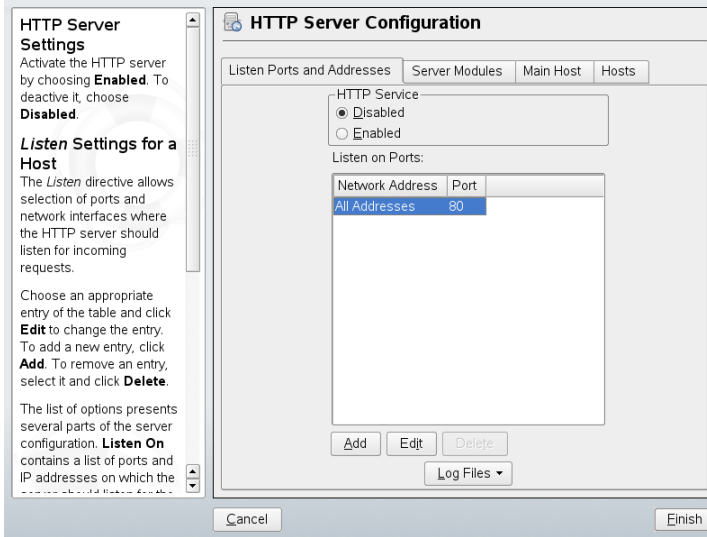 HTTP Server
Settings
Activate the HTTP server
by choosing Enabled. To
deactive it, choose
Disabled.
Listen Settings for a
Host
The Listen directive allows
selection of ports and
network interfaces where
the HTTP server should
listen for incoming
requests.
Choose an appropriate
entry of the table and click
Edit to change the entry.
To add a new entry, click
Add. To remove an entry,
select it and click Delete.
The list of options presents
several parts of the server
configuration. Listen On
contains a list of ports and
IP addresses on which the
HTTP Server Configuration
Listen Ports and Addresses Server Modules Main Host Hosts
HTTP Service
Disabled
Enabled
Listen on Ports:
Network Address Port
All Addresses 80
Add Edit Delete
Log Files
Cancel Finish